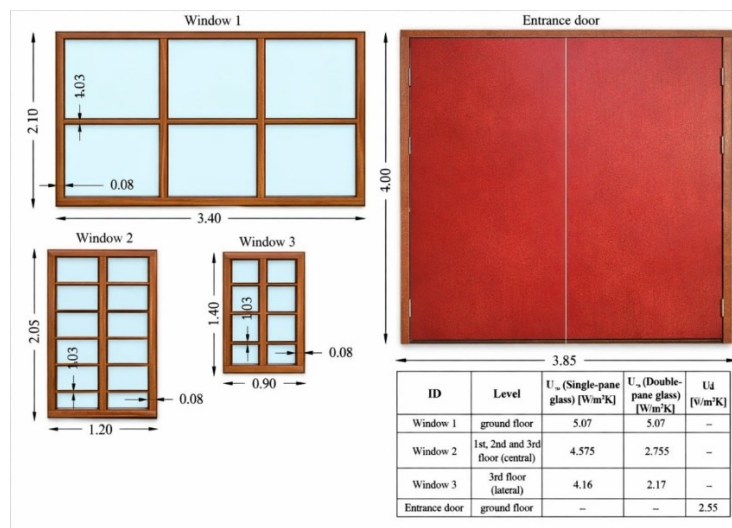 Window 1
Entrance door
2.10
1.03
0.08
3.40
4.00
3.85
Window 2
2.05
1.03
0.08
1.20
Window 3
1.40
1.03
0.08
0.90
ID Level U (Single-pane glass) [W/m²K] U (Double-pane glass) [W/m²K] Ud [W/m²K]
Window 1 ground floor 5.07 5.07 –
Window 2 1st, 2nd and 3rd floor (central) 4.575 2.755 –
Window 3 3rd floor (lateral) 4.16 2.17 –
Entrance door ground floor – – 2.55